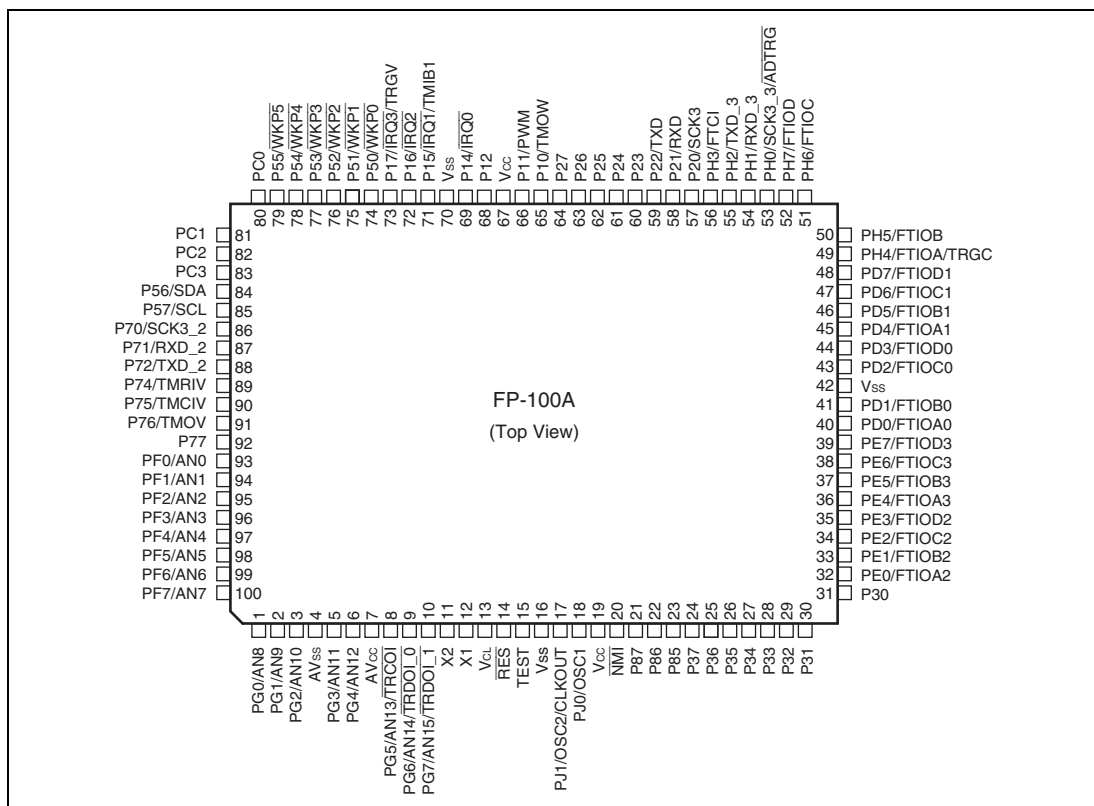 PC0
P55/WKP5
P54/WKP4
P53/WKP3
P52/WKP2
P51/WKP1
P50/WKP0
P17/IRQ3/TRGV
P16/IRQ2
P15/IRQ1/TMIB1
Vss
P14/IRQ0
P12
Vcc
P11/PWM
P10/TMOW
P27
P26
P25
P24
P23
P22/TXD
P21/RXD
P20/SCK3
PH3/FTCI
PH2/TXD_3
PH1/RXD_3
PH0/SCK3_3/ADTRG
PH7/FTIOD
PH6/FTIOC
80 79 78 77 76 75 74 73 72 71 70 69 68 67 66 65 64 63 62 61 60 59 58 57 56 55 54 53 52 51
PC1 81
PC2 82
PC3 83
P56/SDA 84
P57/SCL 85
P70/SCK3_2 86
P71/RXD_2 87
P72/TXD_2 88
P74/TMRIV 89
P75/TMCIV 90
P76/TMOV 91
P77 92
PF0/AN0 93
PF1/AN1 94
PF2/AN2 95
PF3/AN3 96
PF4/AN4 97
PF5/AN5 98
PF6/AN6 99
PF7/AN7 100
FP-100A
(Top View)
50 PH5/FTIOB
49 PH4/FTIOA/TRGC
48 PD7/FTIOD1
47 PD6/FTIOC1
46 PD5/FTIOB1
45 PD4/FTIOA1
44 PD3/FTIOD0
43 PD2/FTIOC0
42 Vss
41 PD1/FTIOB0
40 PD0/FTIOA0
39 PE7/FTIOD3
38 PE6/FTIOC3
37 PE5/FTIOB3
36 PE4/FTIOA3
35 PE3/FTIOD2
34 PE2/FTIOC2
33 PE1/FTIOB2
32 PE0/FTIOA2
31 P30
1 2 3 4 5 6 7 8 9 10 11 12 13 14 15 16 17 18 19 20 21 22 23 24 25 26 27 28 29 30
PG0/AN8
PG1/AN9
PG2/AN10
AVss
PG3/AN11
PG4/AN12
AVcc
PG5/AN13/TRCOI
PG6/AN14/TRDOI_0
PG7/AN15/TRDOI_1
X2
X1
VCL
RES
TEST
Vss
PJ1/OSC2/CLKOUT
PJ0/OSC1
Vcc
NMI
P87
P86
P85
P37
P36
P35
P34
P33
P32
P31